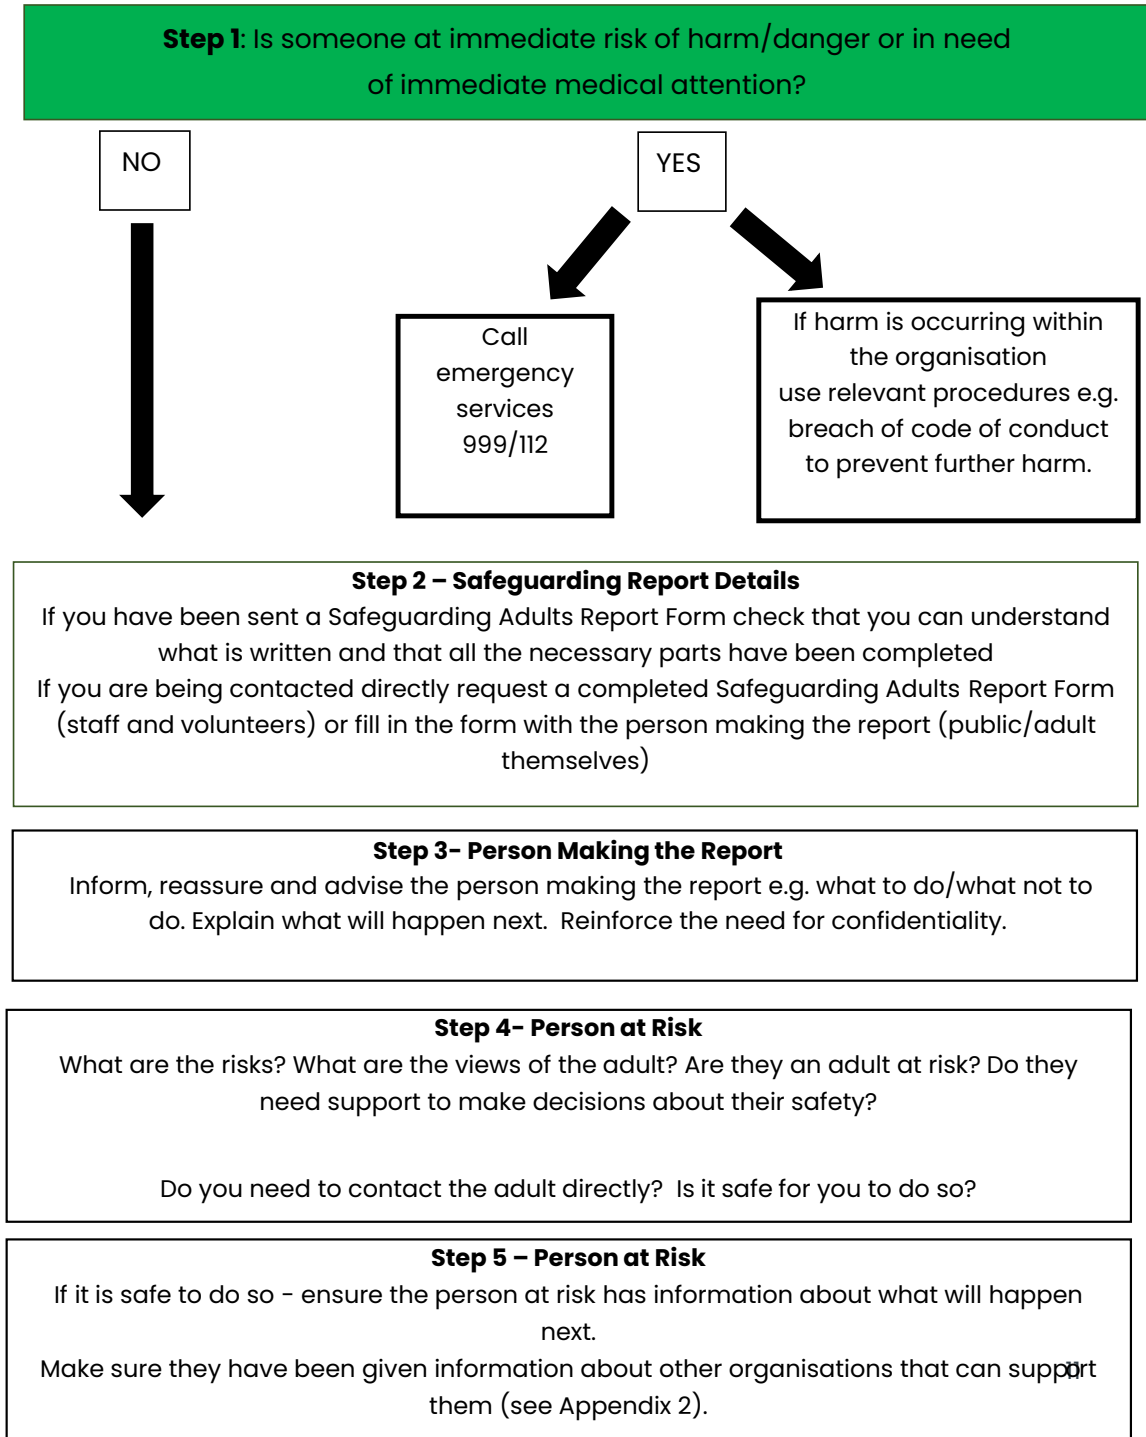 Step 1: Is someone at immediate risk of harm/danger or in need
of immediate medical attention?
NO
YES
Call
emergency
services
999/112
If harm is occurring within
the organisation
use relevant procedures e.g.
breach of code of conduct
to prevent further harm.
Step 2 – Safeguarding Report Details
If you have been sent a Safeguarding Adults Report Form check that you can understand
what is written and that all the necessary parts have been completed
If you are being contacted directly request a completed Safeguarding Adults Report Form
(staff and volunteers) or fill in the form with the person making the report (public/adult
themselves)
Step 3- Person Making the Report
Inform, reassure and advise the person making the report e.g. what to do/what not to
do. Explain what will happen next.  Reinforce the need for confidentiality.
Step 4- Person at Risk
What are the risks? What are the views of the adult? Are they an adult at risk? Do they
need support to make decisions about their safety?
Do you need to contact the adult directly?  Is it safe for you to do so?
Step 5 – Person at Risk
If it is safe to do so - ensure the person at risk has information about what will happen
next.
Make sure they have been given information about other organisations that can support
them (see Appendix 2).
11